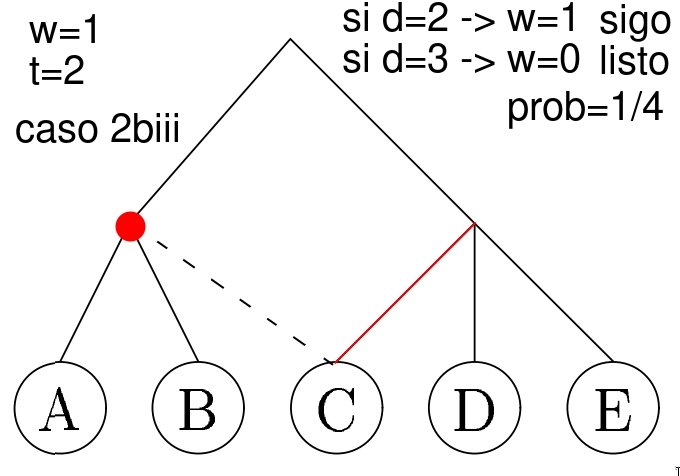 w=1
t=2
caso 2biii
si d=2 -> w=1 sigo
si d=3 -> w=0 listo
prob=1/4
A B C D E